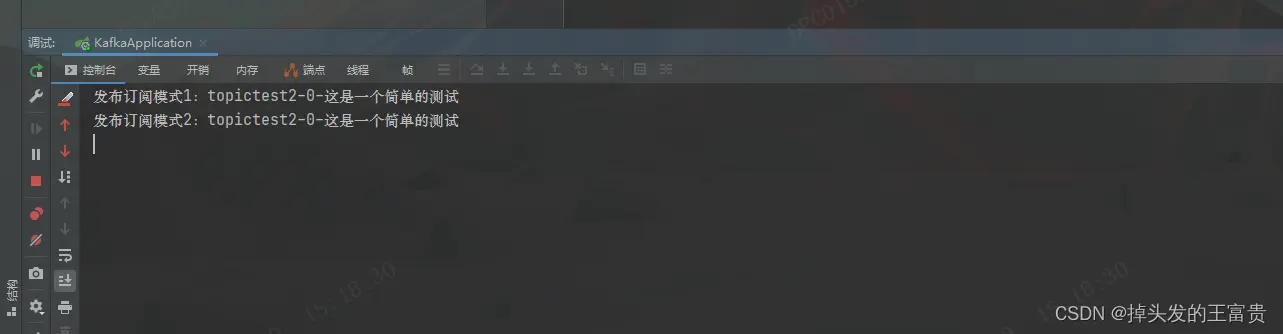 调试: KafkaApplication
控制台 变量 开销 内存 端点 线程 帧
发布订阅模式1: topictest2-0-这是一个简单的测试
发布订阅模式2: topictest2-0-这是一个简单的测试
结构
CSDN @掉头发的王富贵